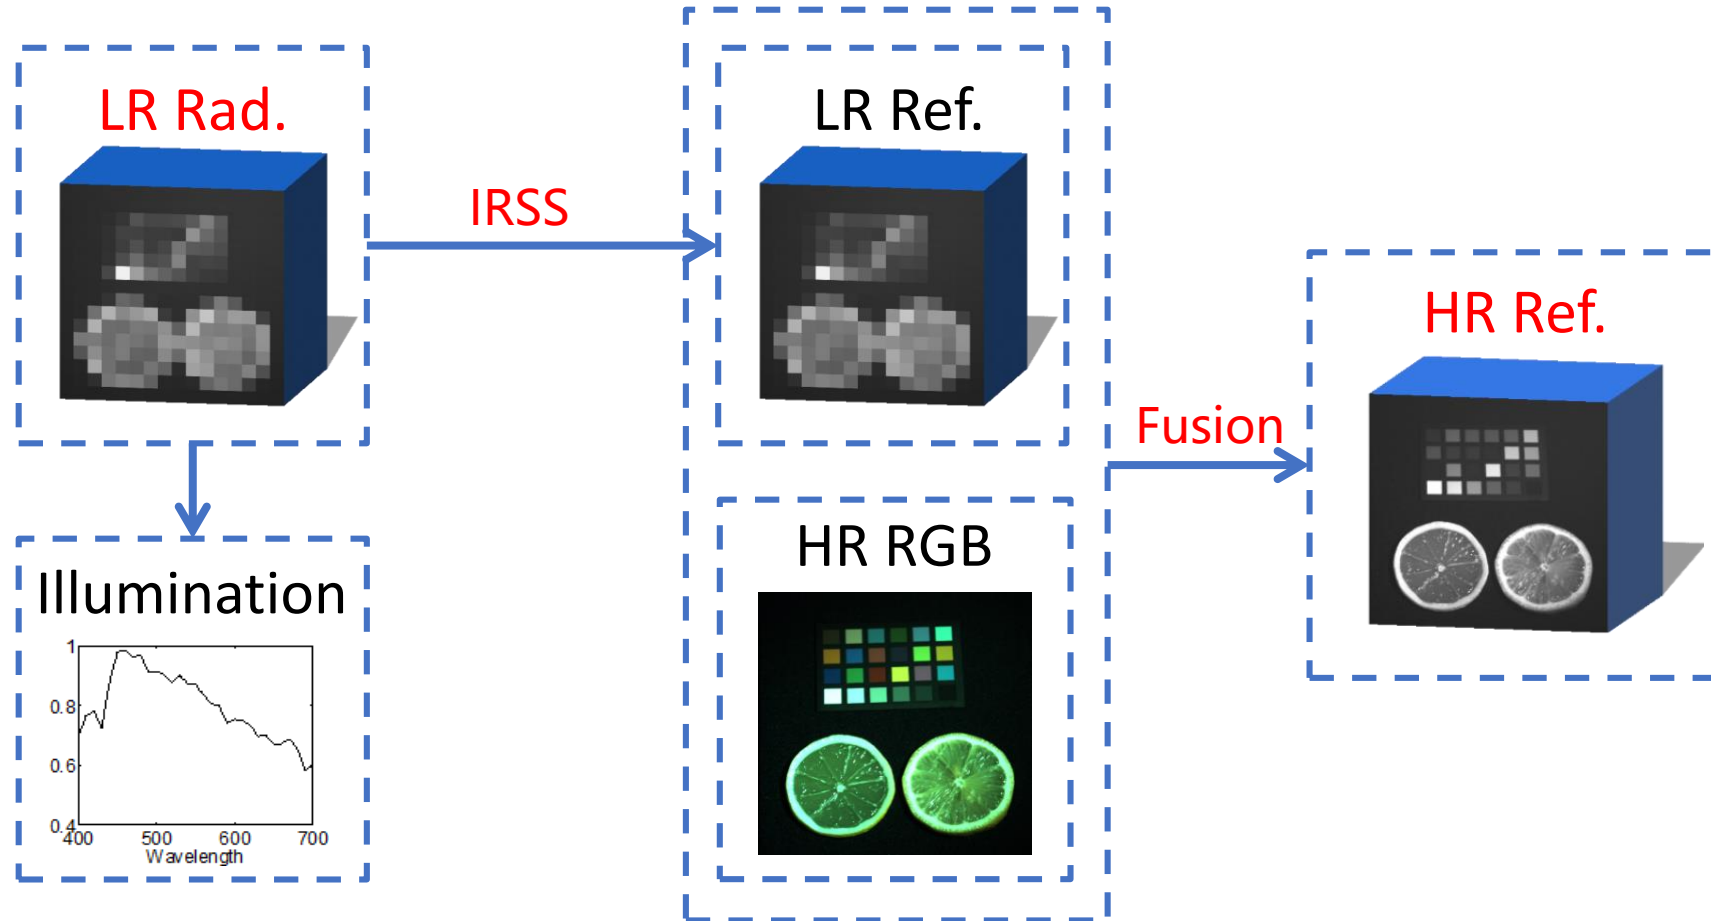 LR Rad.
IRSS
LR Ref.
HR Ref.
Fusion
HR RGB
Illumination
1
0.8
0.6
0.4
400 500 600 700
Wavelength